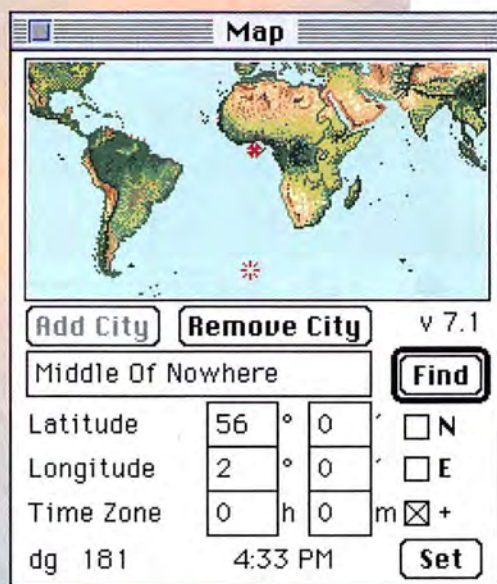 Map
Add City Remove City v 7.1
Middle Of Nowhere Find
Latitude 56 ° 0 ´ N
Longitude 2 ° 0 ´ E
Time Zone 0 h 0 m +
dg 181 4:33 PM Set